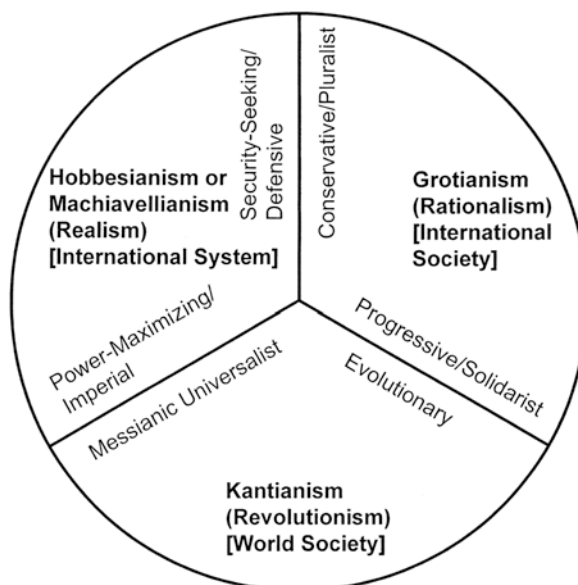 Security-Seeking/
Defensive
Conservative/Pluralist
Hobbesianism or
Machiavellianism
(Realism)
[International System]
Grotianism
(Rationalism)
[International
Society]
Power-Maximizing/
Imperial
Messianic Universalist
Progressive/Solidarist
Evolutionary
Kantianism
(Revolutionism)
[World Society]